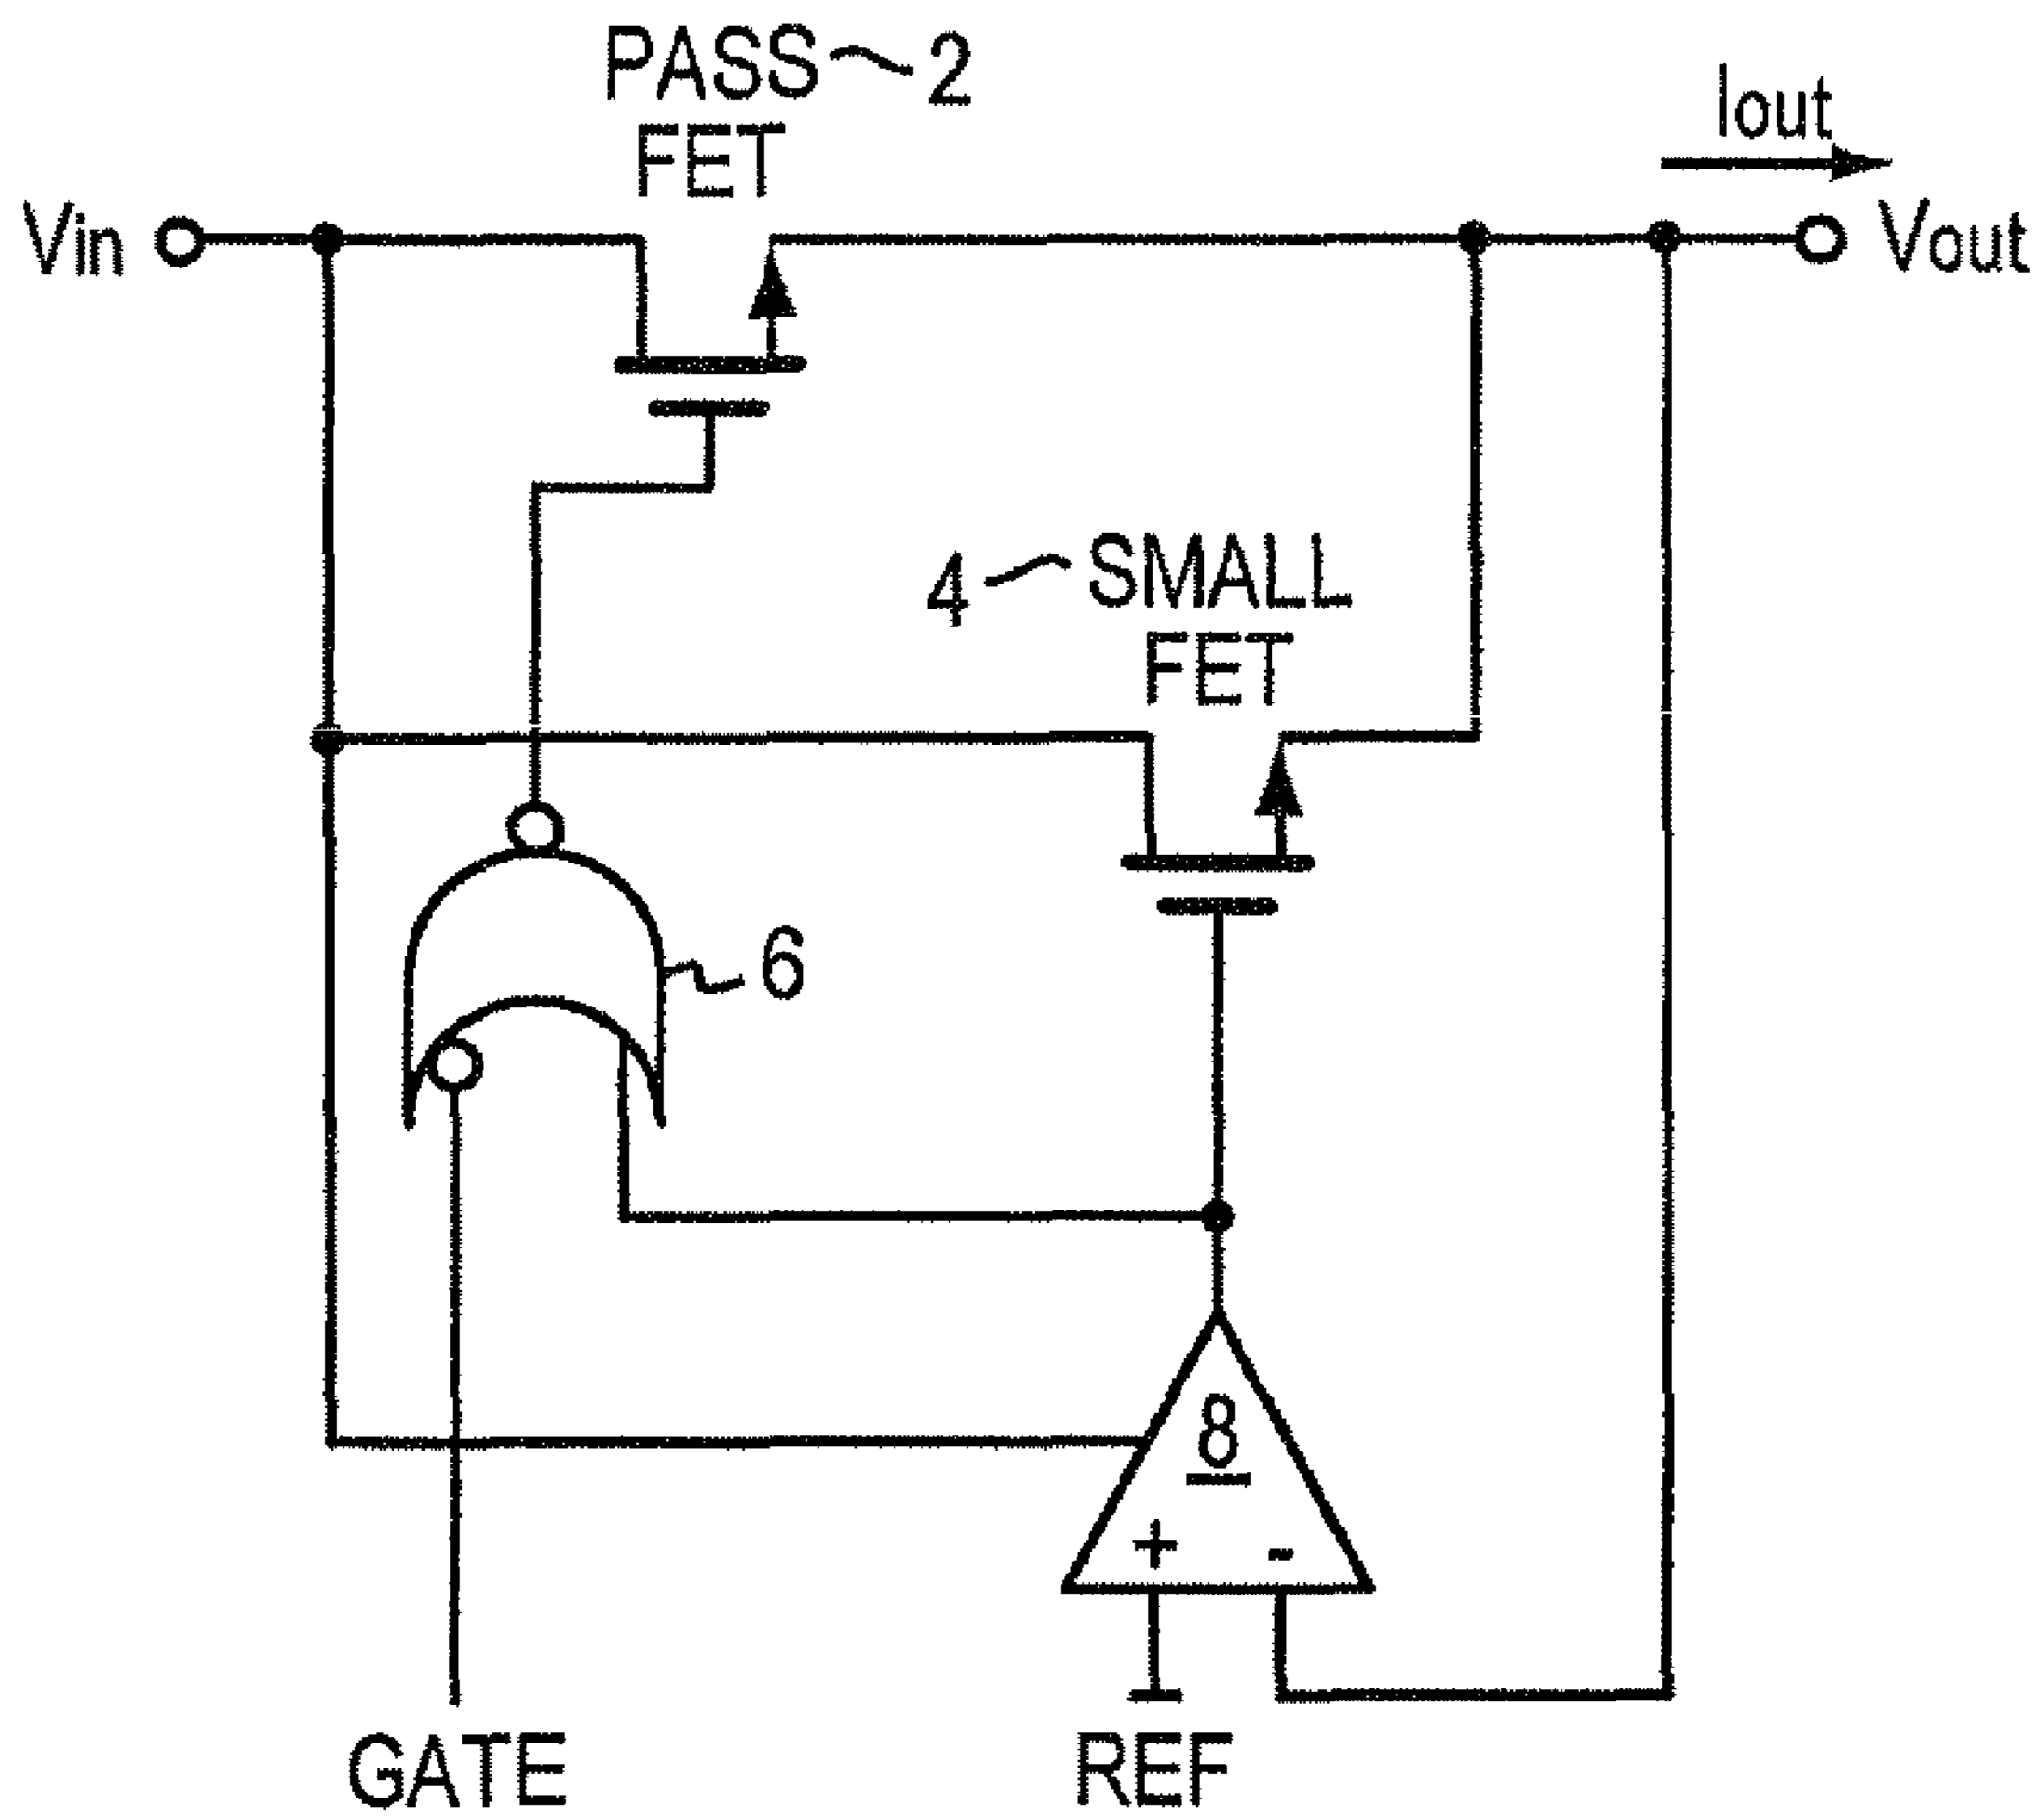 PASS 2
FET
Iout
Vin
Vout
4 SMALL
FET
6
8
+ -
GATE
REF